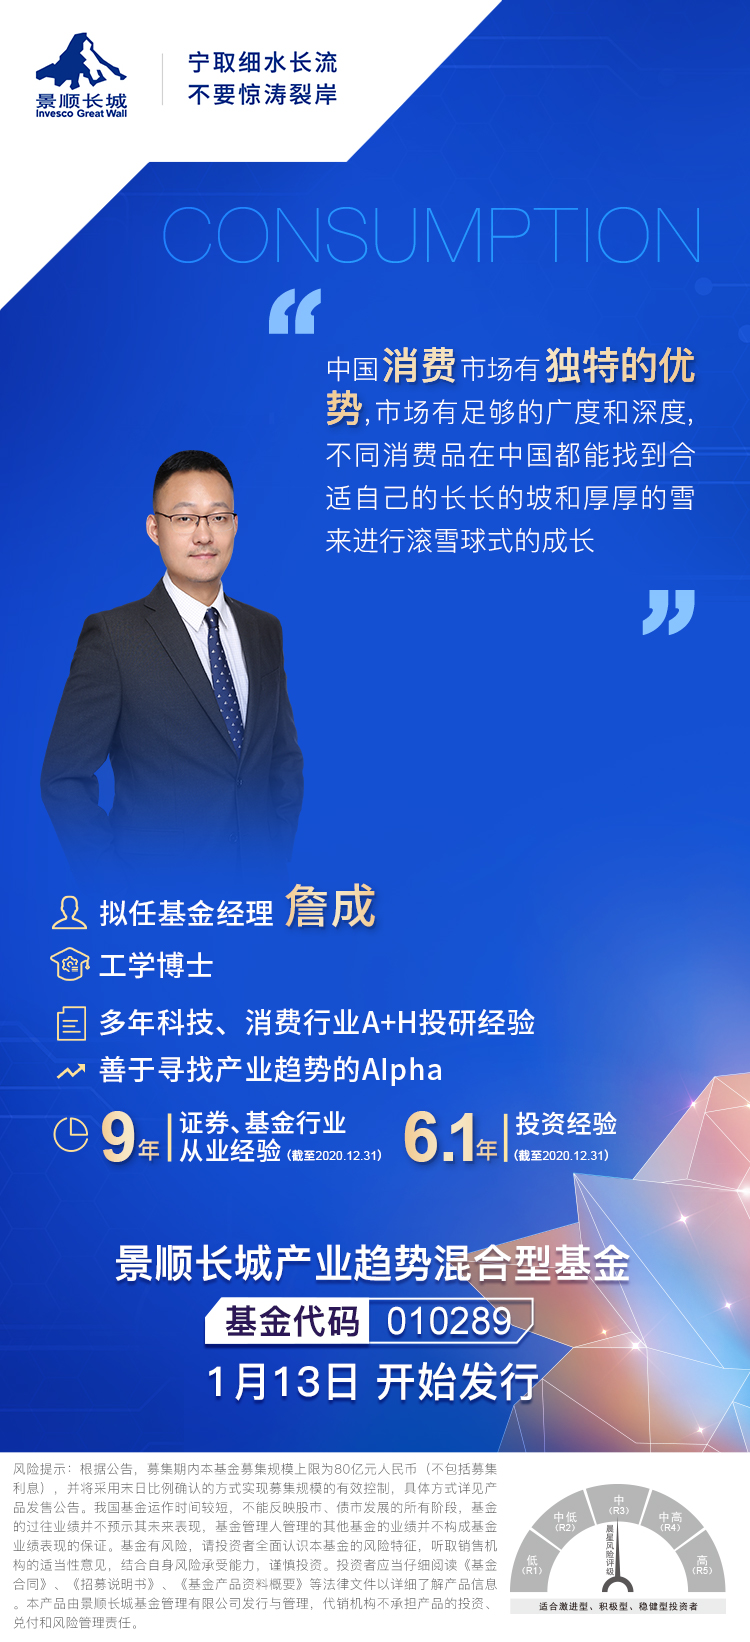 景顺长城
Invesco Great Wall
宁取细水长流
不要惊涛裂岸
CONSUMPTION
“
中国消费市场有独特的优
势,市场有足够的广度和深度,
不同消费品在中国都能找到合
适自己的长长的坡和厚厚的雪
来进行滚雪球式的成长
”
拟任基金经理 詹成
工学博士
多年科技、消费行业A+H投研经验
善于寻找产业趋势的Alpha
9年 证券、基金行业
从业经验(截至2020.12.31)
6.1年 投资经验
(截至2020.12.31)
景顺长城产业趋势混合型基金
基金代码 010289
1月13日 开始发行
风险提示：根据公告，募集期内本基金募集规模上限为80亿元人民币（不包括募集
利息），并将采用末日比例确认的方式实现募集规模的有效控制，具体方式详见产
品发售公告。我国基金运作时间较短，不能反映股市、债市发展的所有阶段，基金
的过往业绩并不预示其未来表现，基金管理人管理的其他基金的业绩并不构成基金
业绩表现的保证。基金有风险，请投资者全面认识本基金的风险特征，听取销售机
构的适当性意见，结合自身风险承受能力，谨慎投资。投资者应当仔细阅读《基金
合同》、《招募说明书》、《基金产品资料概要》等法律文件以详细了解产品信息
。本产品由景顺长城基金管理有限公司发行与管理，代销机构不承担产品的投资、
兑付和风险管理责任。
低
(R1)
中低
(R2)
中
(R3)
中高
(R4)
高
(R5)
晨星风险评级
适合激进型、积极型、稳健型投资者